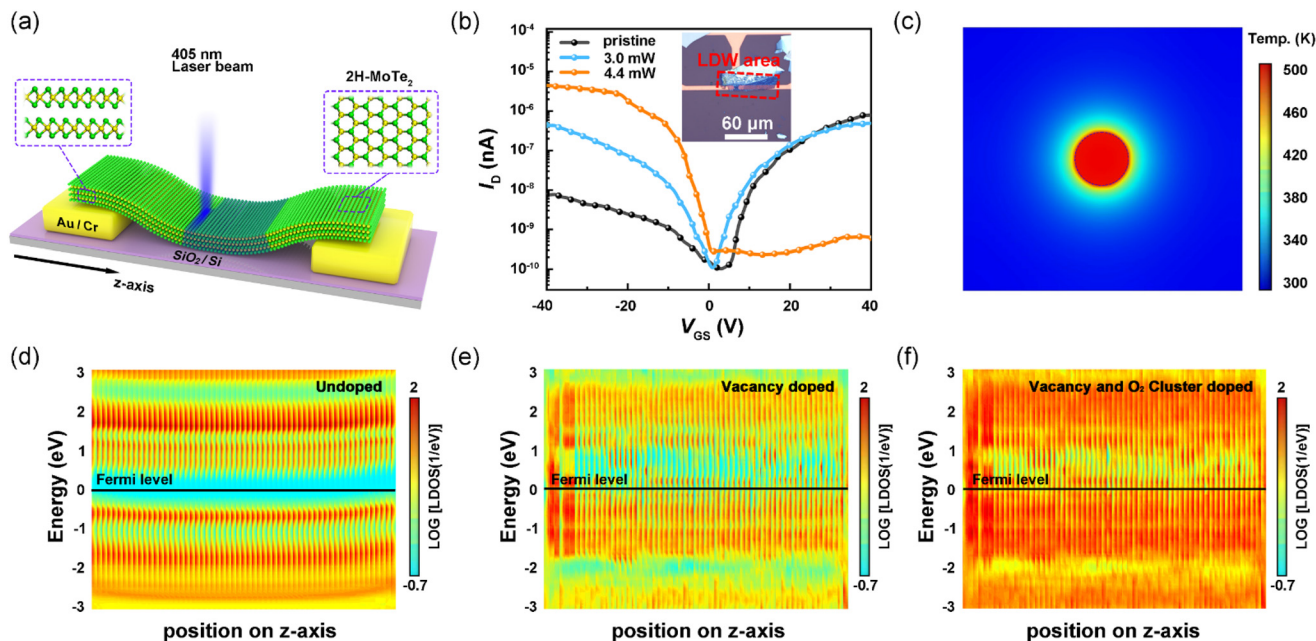 (a)
405 nm
Laser beam
2H-MoTe₂
Au / Cr
SiO₂ / Si
z-axis
(b)
pristine
3.0 mW
4.4 mW
LDW area
60 μm
10⁻⁴
10⁻⁵
10⁻⁶
10⁻⁷
10⁻⁸
10⁻⁹
10⁻¹⁰
I_D (nA)
-40 -20 0 20 40
V_GS (V)
(c)
Temp. (K)
500
460
420
380
340
300
(d)
Undoped
Fermi level
3
2
1
0
-1
-2
-3
Energy (eV)
position on z-axis
2
-0.7
LOG [LDOS(1/eV)]
(e)
Vacancy doped
Fermi level
3
2
1
0
-1
-2
-3
Energy (eV)
position on z-axis
2
-0.7
LOG [LDOS(1/eV)]
(f)
Vacancy and O₂ Cluster doped
Fermi level
3
2
1
0
-1
-2
-3
Energy (eV)
position on z-axis
2
-0.7
LOG [LDOS(1/eV)]